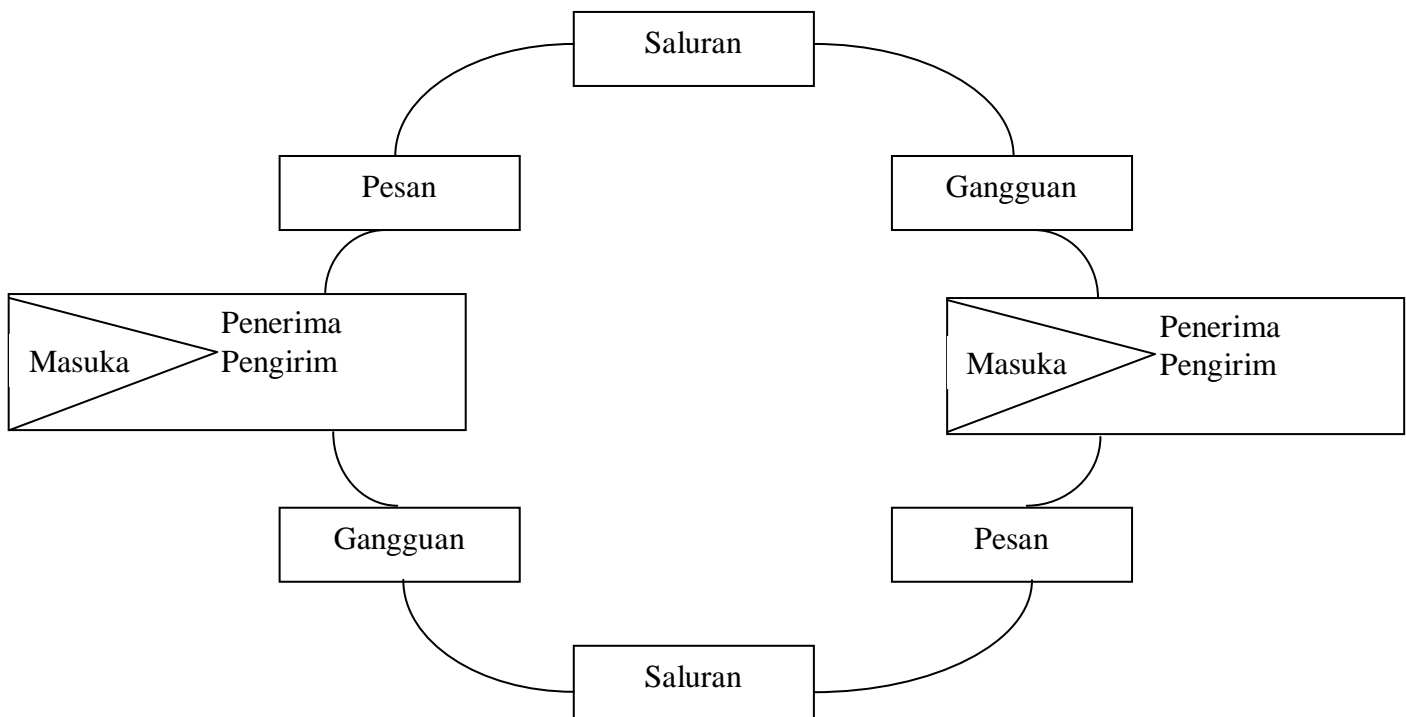 Saluran
Pesan
Gangguan
Penerima
Pengirim
Masuka
Penerima
Pengirim
Masuka
Gangguan
Pesan
Saluran